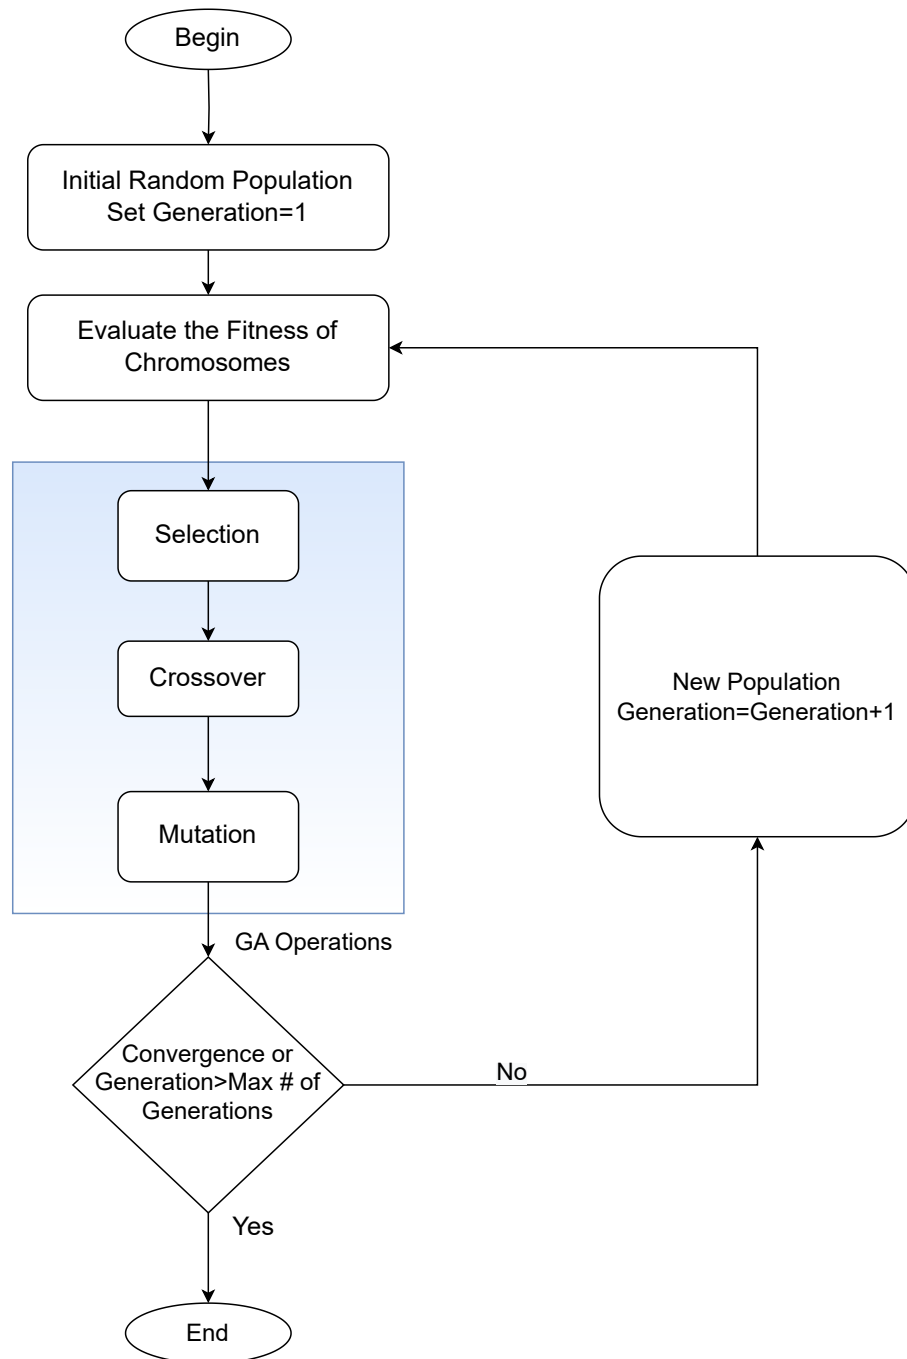 Begin
Initial Random Population
Set Generation=1
Evaluate the Fitness of
Chromosomes
Selection
Crossover
Mutation
GA Operations
Convergence or
Generation>Max # of
Generations
No
Yes
End
New Population
Generation=Generation+1